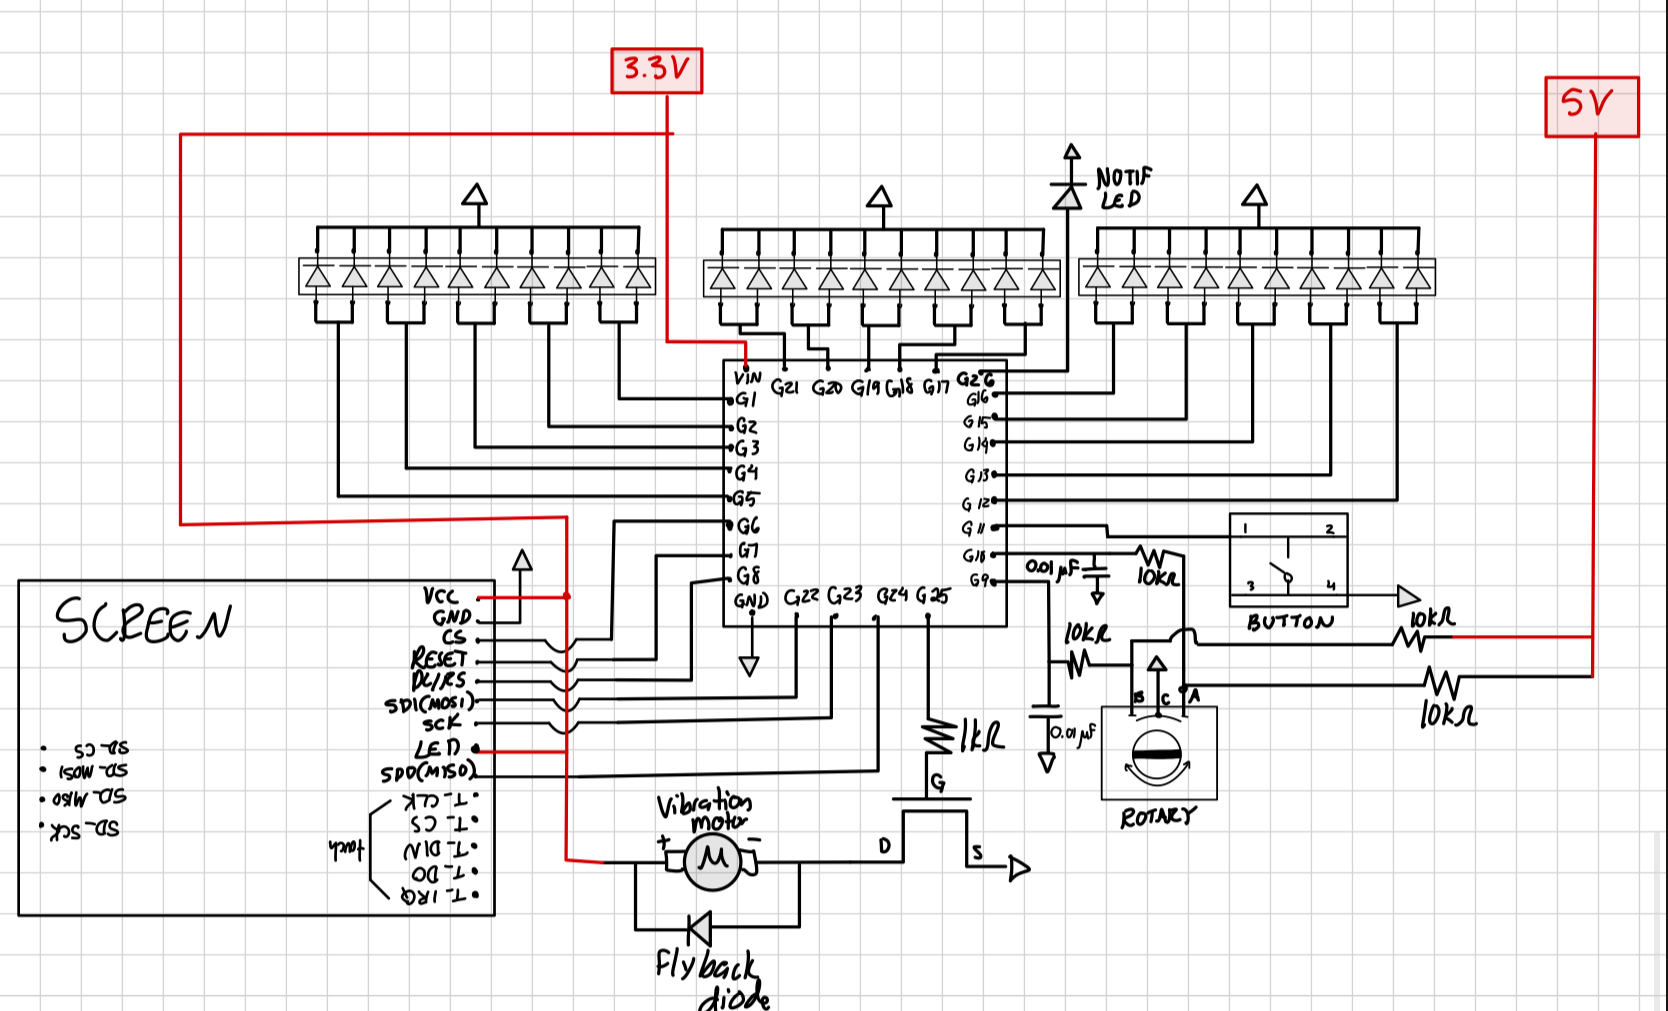 3.3V
5V
NOTIF
LED
VIN
G21
G20
G19
G18
G17
G26
G1
G2
G3
G4
G5
G6
G7
G8
GND
G22
G23
G24
G25
G16
G15
G14
G13
G12
G11
G10
G9
0.01 µF
10kΩ
1
2
3
4
BUTTON
10kΩ
10kΩ
10kΩ
B
C
A
0.01 µF
ROTARY
SCREEN
VCC
GND
CS
RESET
DC/RS
SDI(MOSI)
SCK
LED
SDO(MISO)
T-CLK
T-CS
T-DIN
T-DO
T-IRQ
touch
SD-CS
SD-MOSI
SD-MISO
SD-SCK
1kΩ
G
D
S
Vibration
motor
+
−
M
Flyback
diode